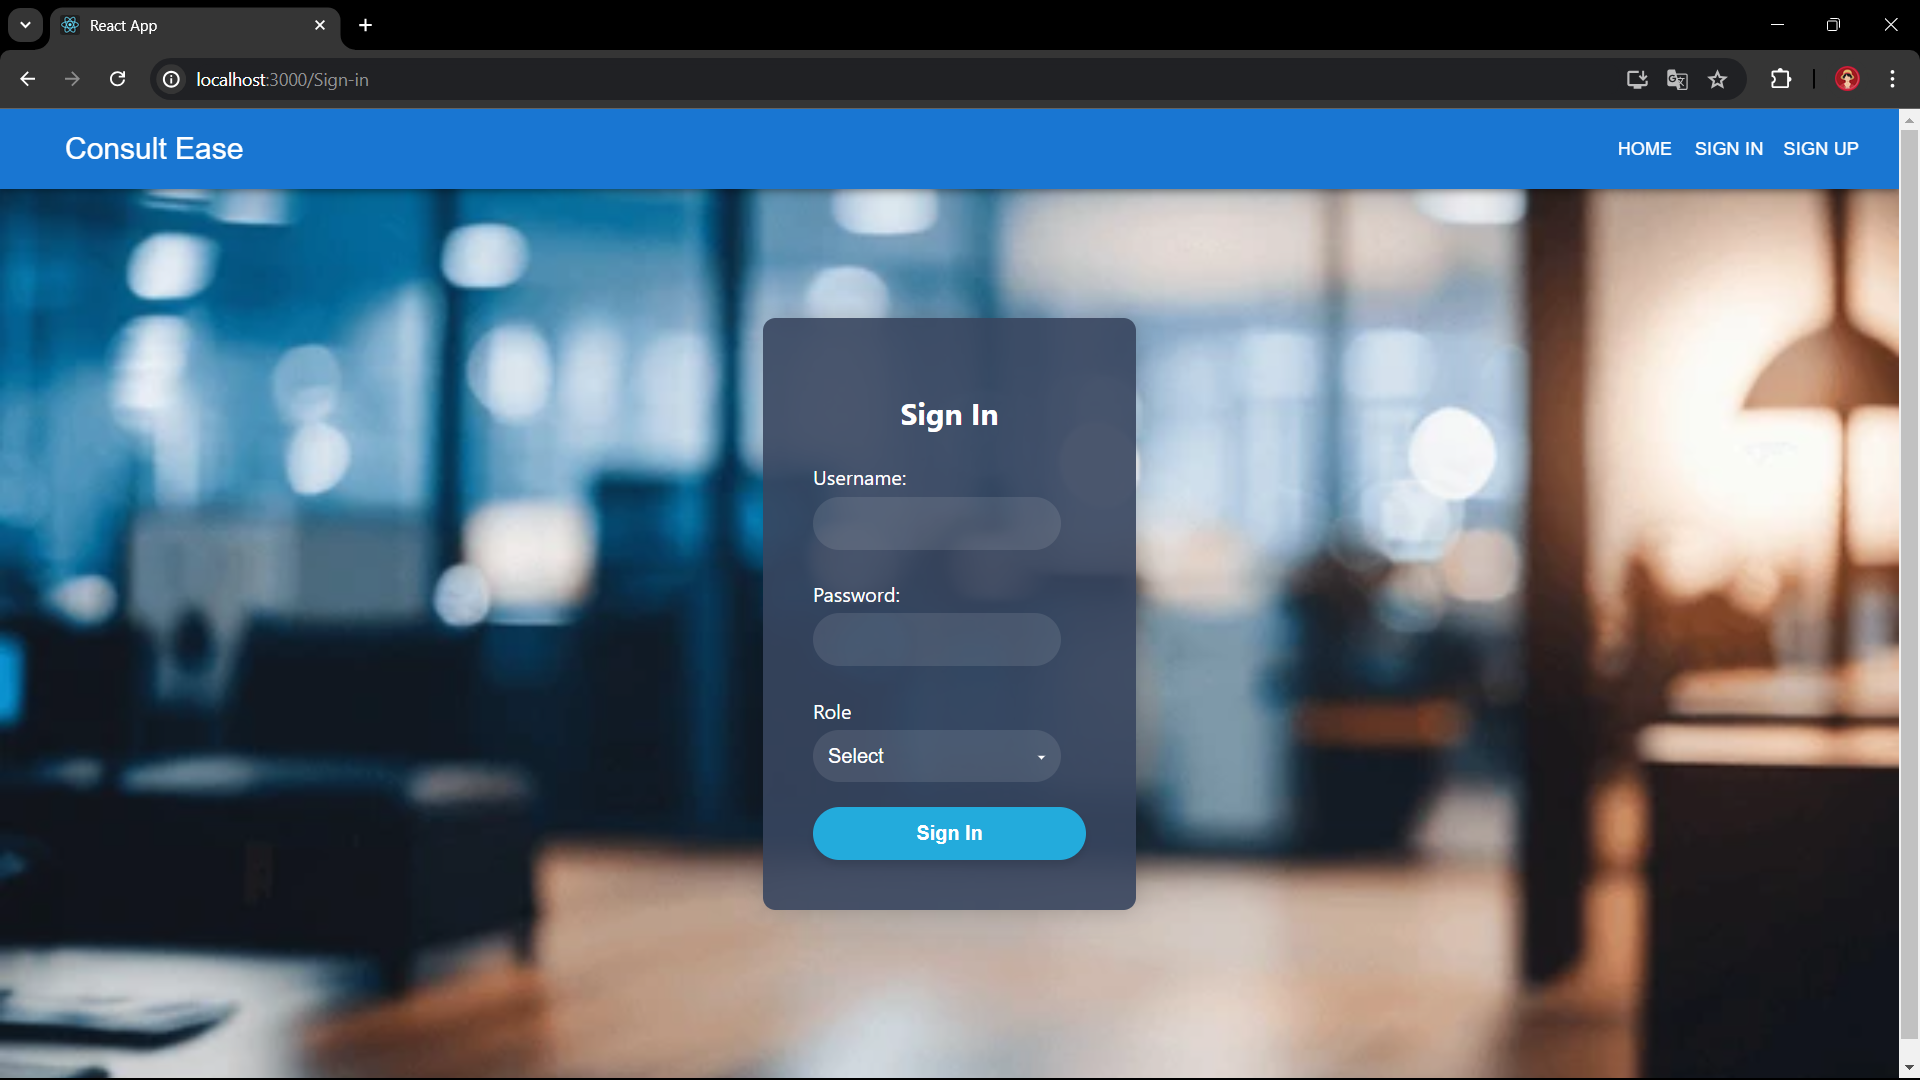 React App
localhost:3000/Sign-in
Consult Ease
HOME SIGN IN SIGN UP
Sign In
Username:
Password:
Role
Select
Sign In